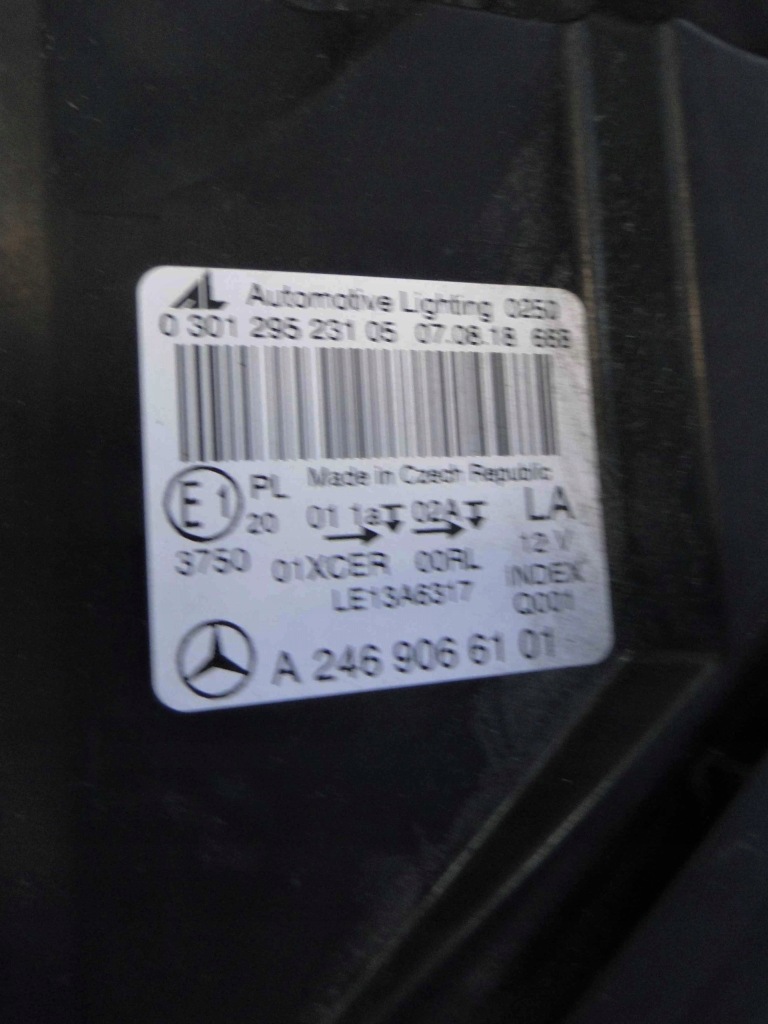 AL Automotive Lighting 0250
0 301 295 231 05 07.08.18 668
Made in Czech Republic
E1 PL 01 1a 02A LA
20
3750 01XCER 00RL 12 V
LE13A6317 INDEX
Q001
A 246 906 61 01